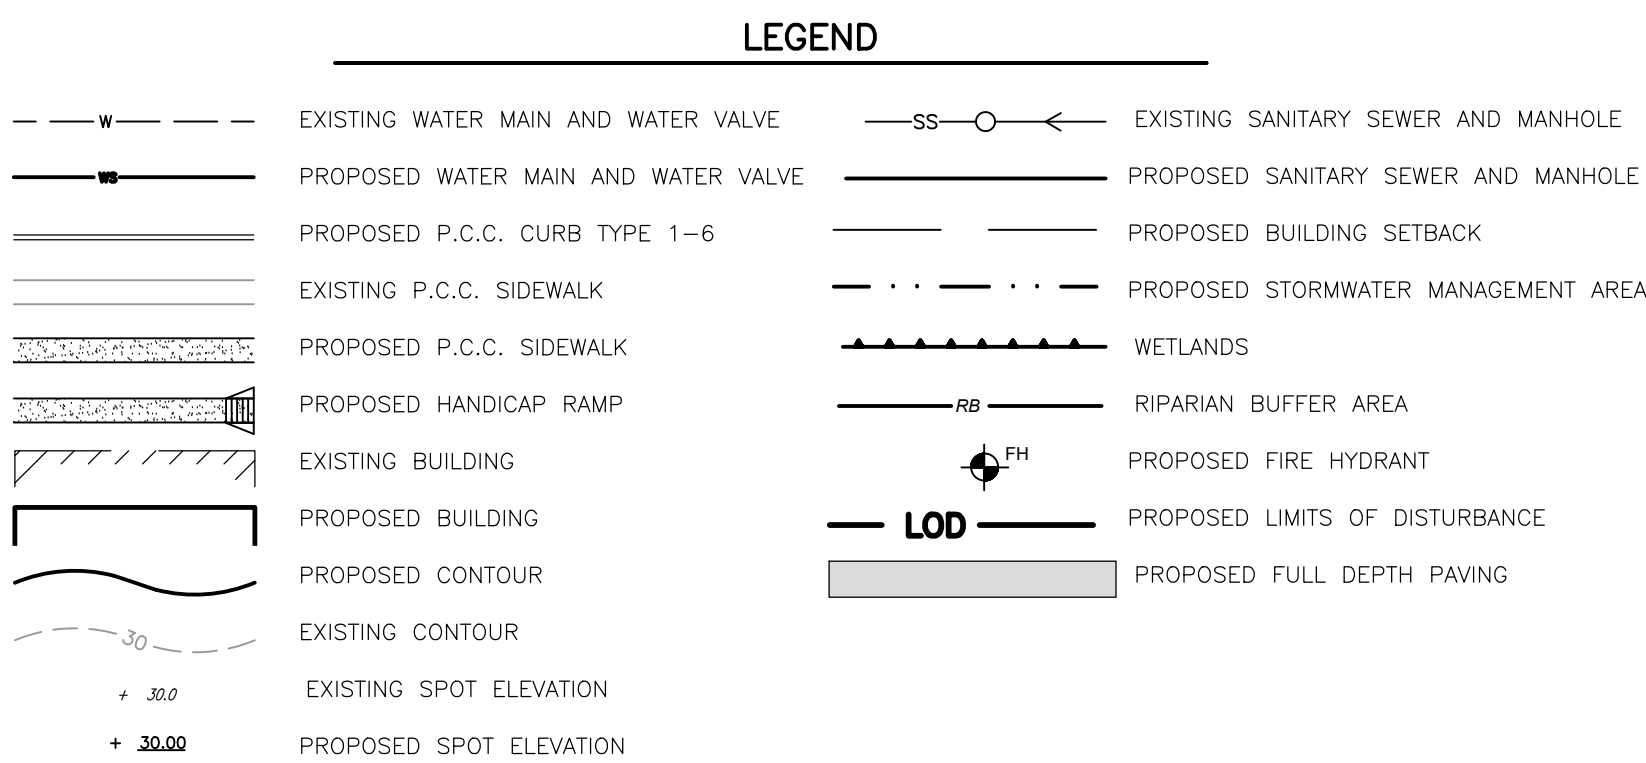 LEGEND
W EXISTING WATER MAIN AND WATER VALVE
WS PROPOSED WATER MAIN AND WATER VALVE
PROPOSED P.C.C. CURB TYPE 1-6
EXISTING P.C.C. SIDEWALK
PROPOSED P.C.C. SIDEWALK
PROPOSED HANDICAP RAMP
EXISTING BUILDING
PROPOSED BUILDING
PROPOSED CONTOUR
30 EXISTING CONTOUR
+ 30.0 EXISTING SPOT ELEVATION
+ 30.00 PROPOSED SPOT ELEVATION
SS EXISTING SANITARY SEWER AND MANHOLE
PROPOSED SANITARY SEWER AND MANHOLE
PROPOSED BUILDING SETBACK
PROPOSED STORMWATER MANAGEMENT AREA
WETLANDS
RB RIPARIAN BUFFER AREA
FH PROPOSED FIRE HYDRANT
LOD PROPOSED LIMITS OF DISTURBANCE
PROPOSED FULL DEPTH PAVING